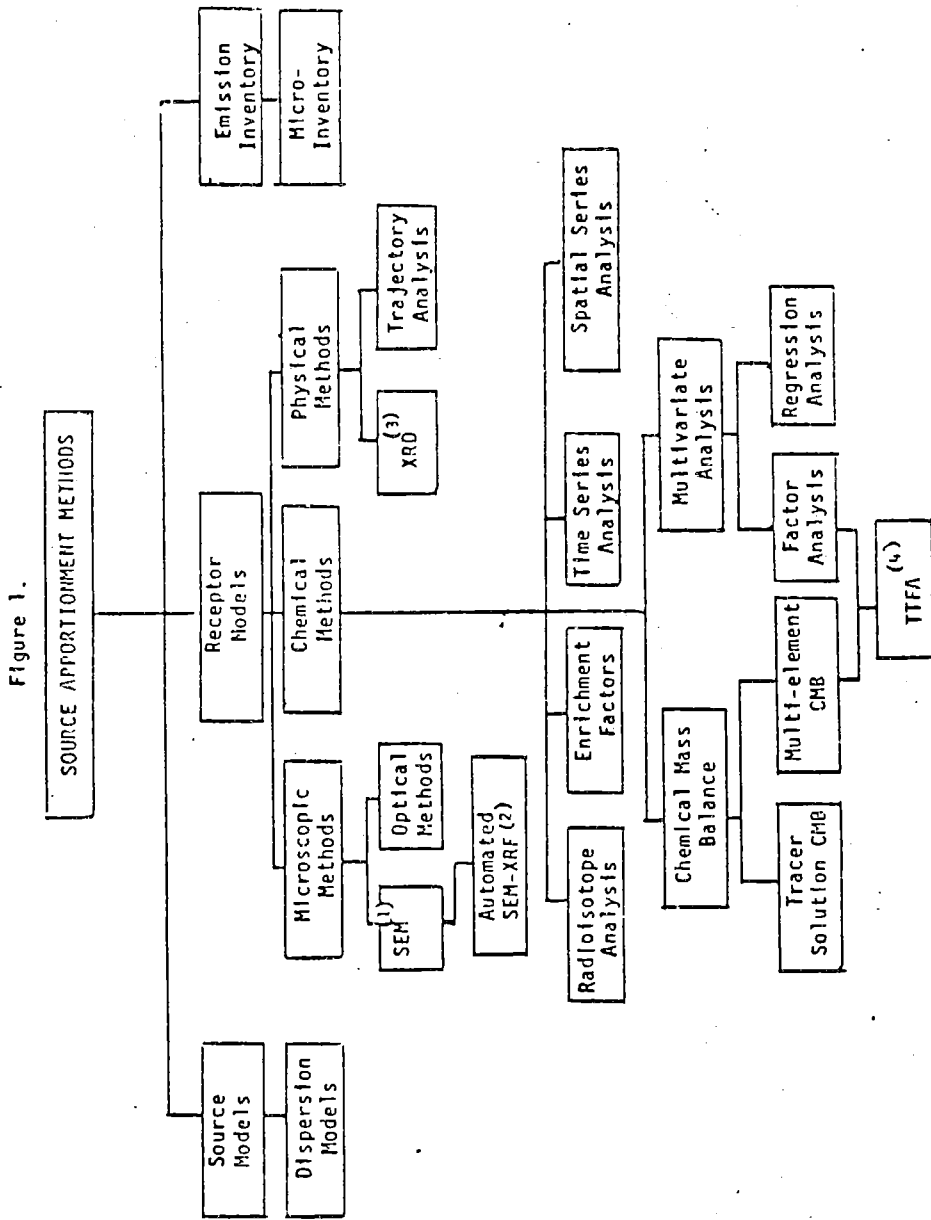 Figure 1.
SOURCE APPORTIONMENT METHODS
Source
Models
Dispersion
Models
Receptor
Models
Emission
Inventory
Micro-
Inventory
Microscopic
Methods
Chemical
Methods
Physical
Methods
SEM(1)
Optical
Methods
XRD(3)
Trajectory
Analysis
Automated
SEM-XRF(2)
Radioisotope
Analysis
Enrichment
Factors
Time Series
Analysis
Spatial Series
Analysis
Chemical Mass
Balance
Multivariate
Analysis
Tracer
Solution CMB
Multi-element
CMB
Factor
Analysis
Regression
Analysis
TTFA(4)